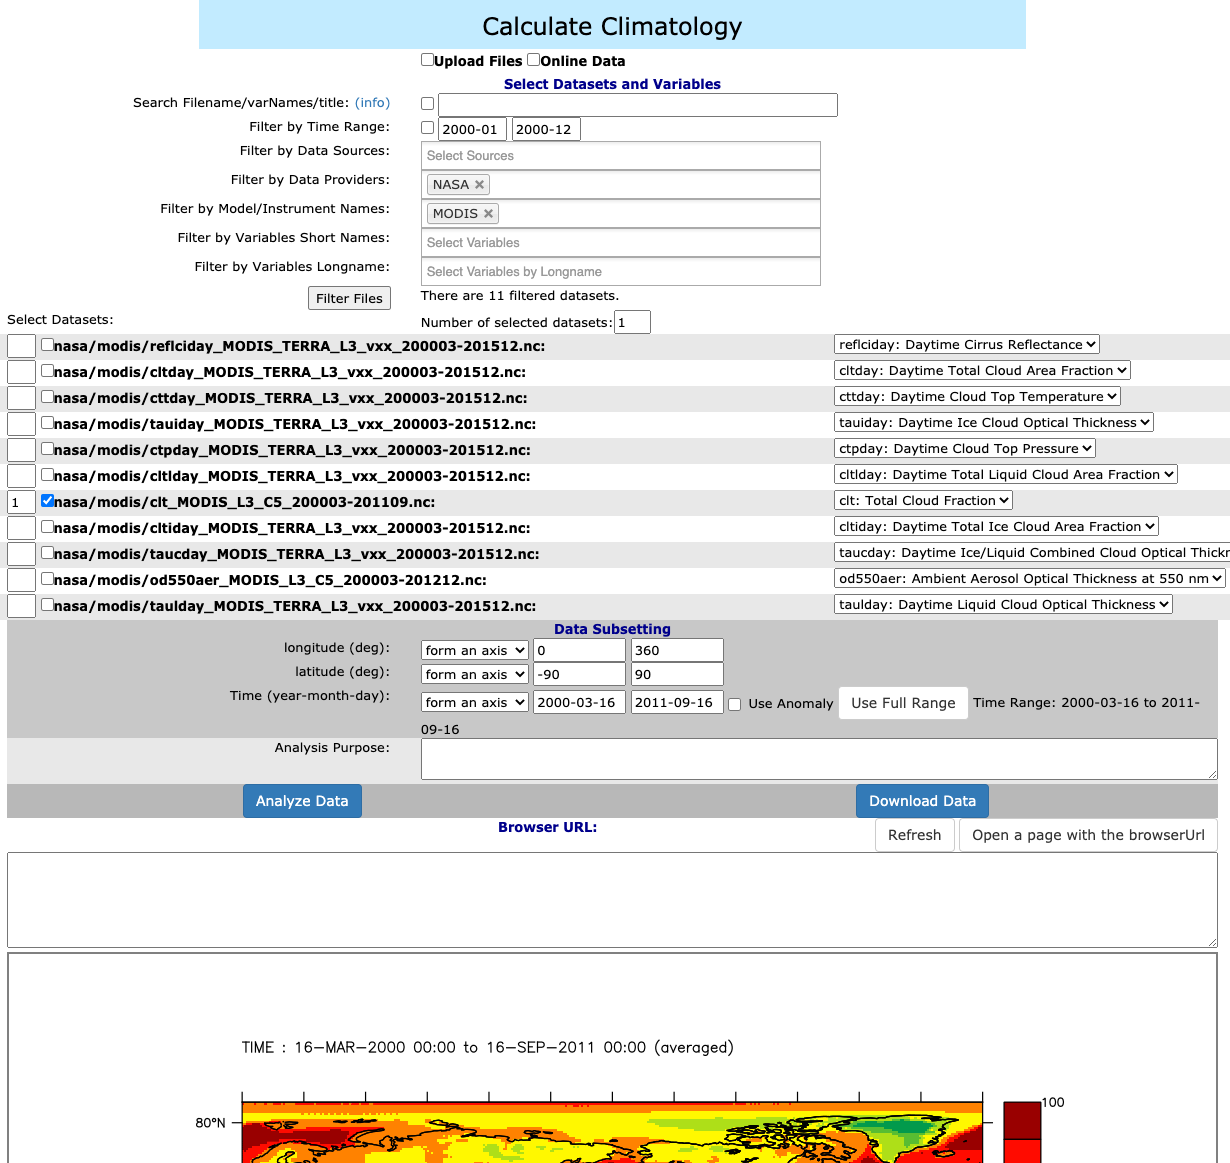 Calculate Climatology
Upload Files Online Data
Select Datasets and Variables
Search Filename/varNames/title: (info)
Filter by Time Range: 2000-01 2000-12
Filter by Data Sources: Select Sources
Filter by Data Providers: NASA ×
Filter by Model/Instrument Names: MODIS ×
Filter by Variables Short Names: Select Variables
Filter by Variables Longname: Select Variables by Longname
Filter Files There are 11 filtered datasets.
Select Datasets: Number of selected datasets: 1
nasa/modis/reflciday_MODIS_TERRA_L3_vxx_200003-201512.nc: reflciday: Daytime Cirrus Reflectance
nasa/modis/cltday_MODIS_TERRA_L3_vxx_200003-201512.nc: cltday: Daytime Total Cloud Area Fraction
nasa/modis/cttday_MODIS_TERRA_L3_vxx_200003-201512.nc: cttday: Daytime Cloud Top Temperature
nasa/modis/tauiday_MODIS_TERRA_L3_vxx_200003-201512.nc: tauiday: Daytime Ice Cloud Optical Thickness
nasa/modis/ctpday_MODIS_TERRA_L3_vxx_200003-201512.nc: ctpday: Daytime Cloud Top Pressure
nasa/modis/cltlday_MODIS_TERRA_L3_vxx_200003-201512.nc: cltlday: Daytime Total Liquid Cloud Area Fraction
1 nasa/modis/clt_MODIS_L3_C5_200003-201109.nc: clt: Total Cloud Fraction
nasa/modis/cltiday_MODIS_TERRA_L3_vxx_200003-201512.nc: cltiday: Daytime Total Ice Cloud Area Fraction
nasa/modis/taucday_MODIS_TERRA_L3_vxx_200003-201512.nc: taucday: Daytime Ice/Liquid Combined Cloud Optical Thickr
nasa/modis/od550aer_MODIS_L3_C5_200003-201212.nc: od550aer: Ambient Aerosol Optical Thickness at 550 nm
nasa/modis/taulday_MODIS_TERRA_L3_vxx_200003-201512.nc: taulday: Daytime Liquid Cloud Optical Thickness
Data Subsetting
longitude (deg): form an axis 0 360
latitude (deg): form an axis -90 90
Time (year-month-day): form an axis 2000-03-16 2011-09-16 Use Anomaly Use Full Range Time Range: 2000-03-16 to 2011-
09-16
Analysis Purpose:
Analyze Data Download Data
Browser URL: Refresh Open a page with the browserUrl
TIME : 16-MAR-2000 00:00 to 16-SEP-2011 00:00 (averaged)
80°N 100